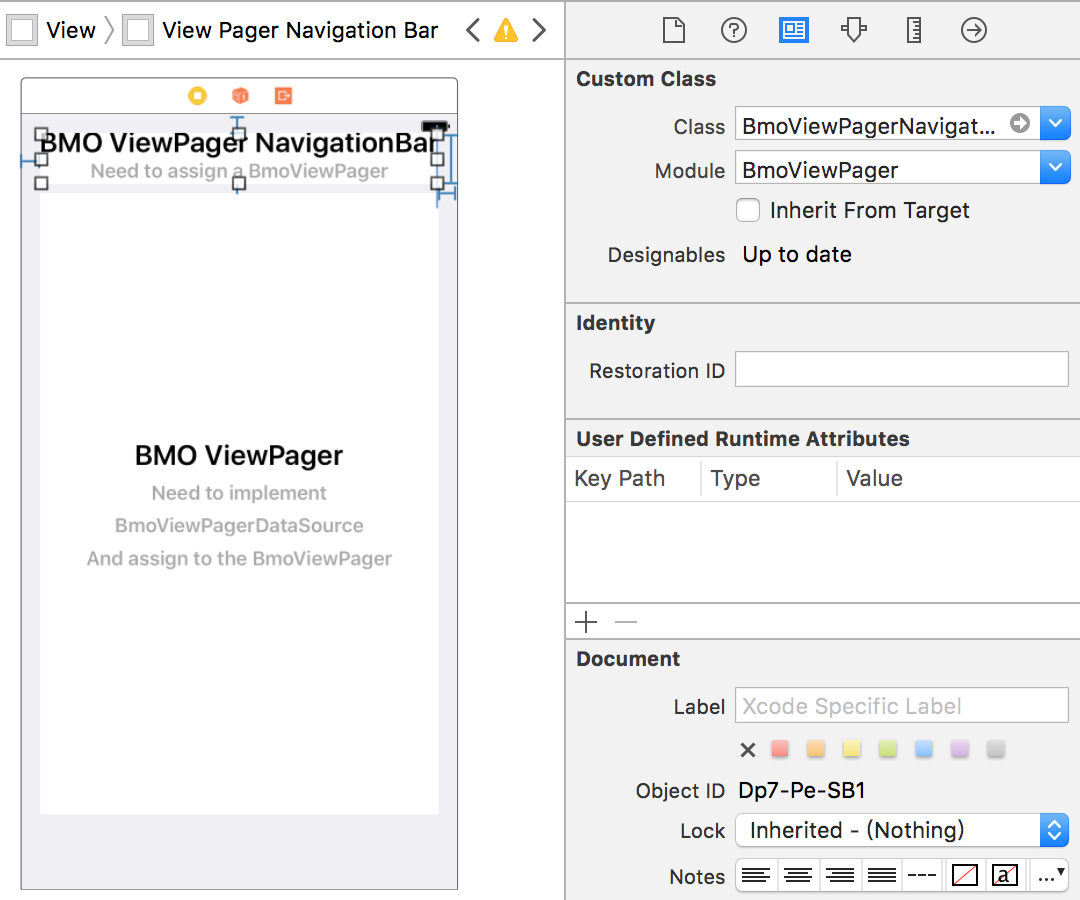 View
View Pager Navigation Bar
BMO ViewPager NavigationBar
Need to assign a BmoViewPager
BMO ViewPager
Need to implement
BmoViewPagerDataSource
And assign to the BmoViewPager
Custom Class
Class BmoViewPagerNavigat...
Module BmoViewPager
Inherit From Target
Designables Up to date
Identity
Restoration ID
User Defined Runtime Attributes
Key Path Type Value
Document
Label Xcode Specific Label
Object ID Dp7-Pe-SB1
Lock Inherited - (Nothing)
Notes a ...